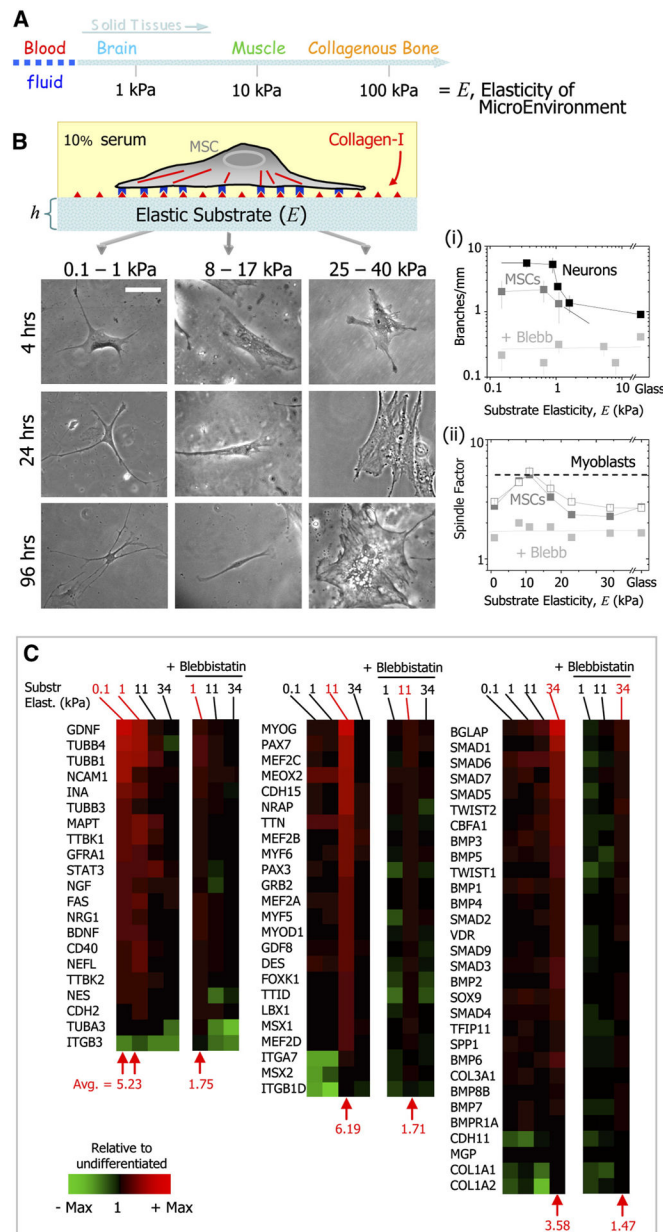 A
Solid Tissues
Blood Brain Muscle Collagenous Bone
fluid
1 kPa 10 kPa 100 kPa = E, Elasticity of
MicroEnvironment
B
10% serum MSC Collagen-I
h Elastic Substrate (E)
0.1 – 1 kPa 8 – 17 kPa 25 – 40 kPa
4 hrs
24 hrs
96 hrs
(i)
Branches/mm
10
1
0.1
Neurons
MSCs
+ Blebb
0.1 1 10 Glass
Substrate Elasticity, E (kPa)
(ii)
Spindle Factor
10
1
Myoblasts
MSCs
+ Blebb
0 10 20 30 Glass
Substrate Elasticity, E (kPa)
C
Substr
Elast. (kPa)
0.1 1 11 34
+ Blebbistatin
1 11 34
GDNF
TUBB4
TUBB1
NCAM1
INA
TUBB3
MAPT
TTBK1
GFRA1
STAT3
NGF
FAS
NRG1
BDNF
CD40
NEFL
TTBK2
NES
CDH2
TUBA3
ITGB3
Avg. = 5.23 1.75
0.1 1 11 34
+ Blebbistatin
1 11 34
MYOG
PAX7
MEF2C
MEOX2
CDH15
NRAP
TTN
MEF2B
MYF6
PAX3
GRB2
MEF2A
MYF5
MYOD1
GDF8
DES
FOXK1
TTID
LBX1
MSX1
MEF2D
ITGA7
MSX2
ITGB1D
6.19 1.71
0.1 1 11 34
+ Blebbistatin
1 11 34
BGLAP
SMAD1
SMAD6
SMAD7
SMAD5
TWIST2
CBFA1
BMP3
BMP5
TWIST1
BMP1
BMP4
SMAD2
VDR
SMAD9
SMAD3
BMP2
SOX9
SMAD4
TFIP11
SPP1
BMP6
COL3A1
BMP8B
BMP7
BMPR1A
CDH11
MGP
COL1A1
COL1A2
3.58 1.47
Relative to
undifferentiated
- Max 1 + Max